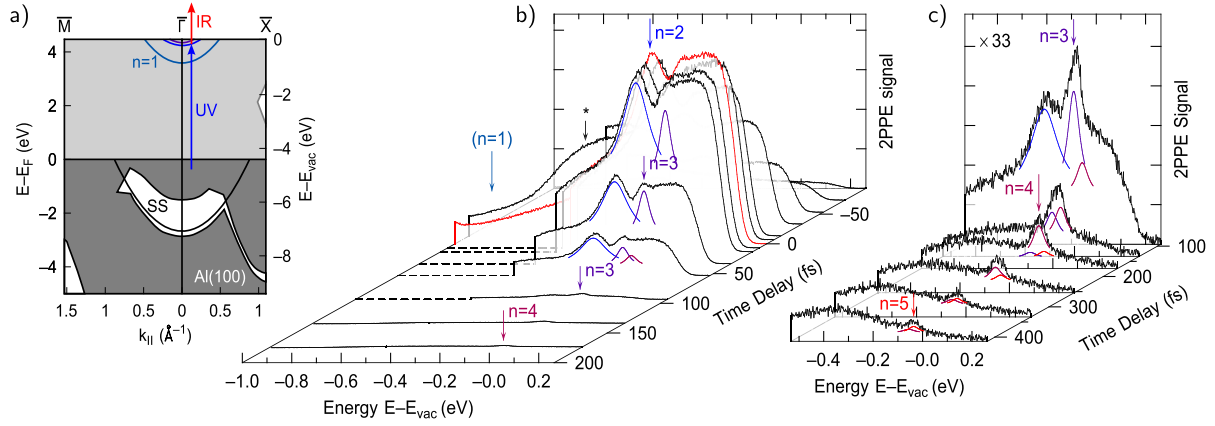 a)
M̅ Γ̅ IR X̅
4 0
n=1
2 −2
UV
0 −4
E–E_F (eV)
E–E_vac (eV)
−2 SS −6
−4 Al(100) −8
1.5 1 0.5 0 0.5 1
k_II (Å⁻¹)
b)
n=2
*
(n=1)
n=3
n=3
n=3
n=4
2PPE signal
−50
0
50
100
150
200
Time Delay (fs)
−1.0 −0.8 −0.6 −0.4 −0.2 −0.0 0.2
Energy E–E_vac (eV)
c)
×33
n=3
n=4
n=5
2PPE Signal
100
200
300
400
Time Delay (fs)
−0.4 −0.2 0.0 0.2
Energy E–E_vac (eV)